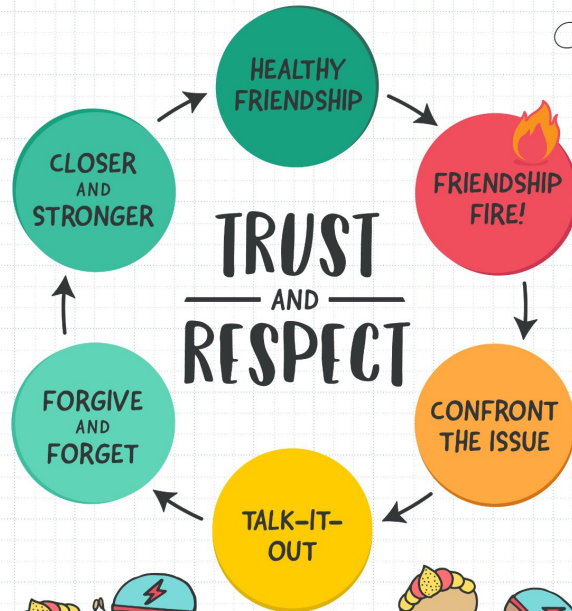 HEALTHY
FRIENDSHIP
FRIENDSHIP
FIRE!
CONFRONT
THE ISSUE
TALK-IT-
OUT
FORGIVE
AND
FORGET
CLOSER
AND
STRONGER
TRUST
AND
RESPECT